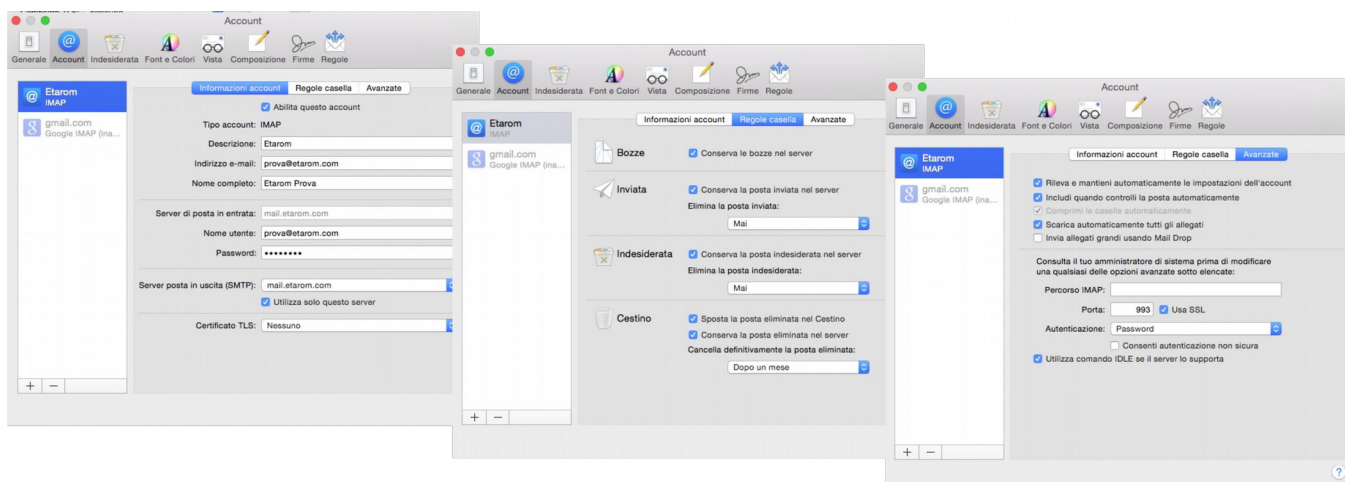 Account
Generale Account Indesiderata Font e Colori Vista Composizione Firme Regole
Etarom
IMAP
gmail.com
Google IMAP (ina...
Informazioni account Regole casella Avanzate
Abilita questo account
Tipo account: IMAP
Descrizione: Etarom
Indirizzo e-mail: prova@etarom.com
Nome completo: Etarom Prova
Server di posta in entrata: mail.etarom.com
Nome utente: prova@etarom.com
Password: ••••••••
Server posta in uscita (SMTP): mail.etarom.com
Utilizza solo questo server
Certificato TLS: Nessuno
+ −
Account
Generale Account Indesiderata Font e Colori Vista Composizione Firme Regole
Etarom
IMAP
gmail.com
Google IMAP (ina...
Informazioni account Regole casella Avanzate
Bozze
Conserva le bozze nel server
Inviata
Conserva la posta inviata nel server
Elimina la posta inviata:
Mai
Indesiderata
Conserva la posta indesiderata nel server
Elimina la posta indesiderata:
Mai
Cestino
Sposta la posta eliminata nel Cestino
Conserva la posta eliminata nel server
Cancella definitivamente la posta eliminata:
Dopo un mese
+ −
Account
Generale Account Indesiderata Font e Colori Vista Composizione Firme Regole
Etarom
IMAP
gmail.com
Google IMAP (ina...
Informazioni account Regole casella Avanzate
Rileva e mantieni automaticamente le impostazioni dell'account
Includi quando controlli la posta automaticamente
Comprimi le caselle automaticamente
Scarica automaticamente tutti gli allegati
Invia allegati grandi usando Mail Drop
Consulta il tuo amministratore di sistema prima di modificare
una qualsiasi delle opzioni avanzate sotto elencate:
Percorso IMAP:
Porta: 993 Usa SSL
Autenticazione: Password
Consenti autenticazione non sicura
Utilizza comando IDLE se il server lo supporta
+ −
?